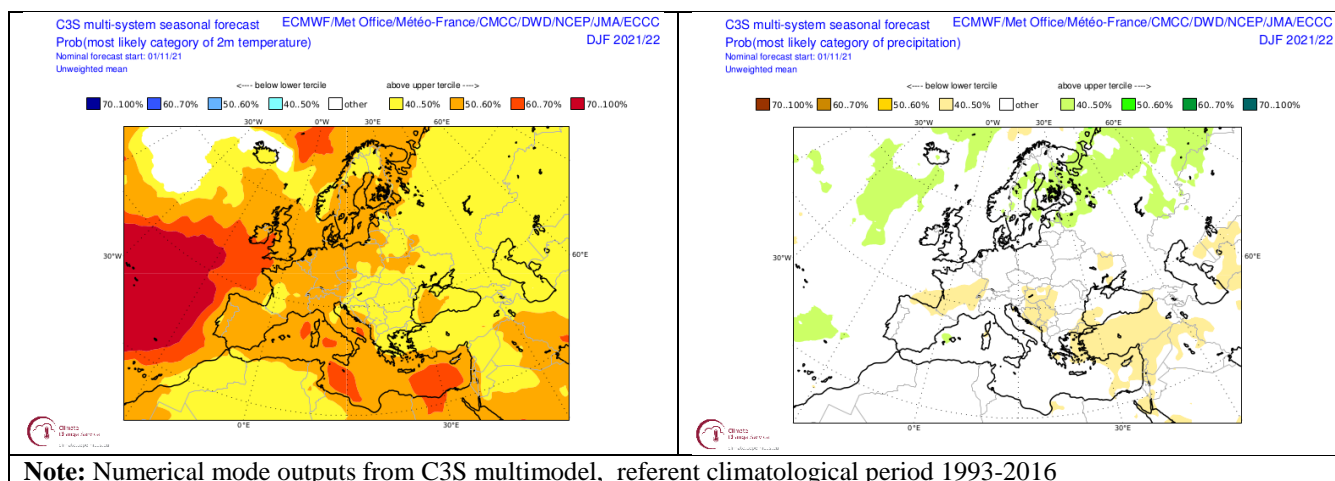 C3S multi-system seasonal forecast ECMWF/Met Office/Météo-France/CMCC/DWD/NCEP/JMA/ECCC
Prob(most likely category of 2m temperature) DJF 2021/22
Nominal forecast start: 01/11/21
Unweighted mean
<---- below lower tercile above upper tercile ---->
70..100% 60..70% 50..60% 40..50% other 40..50% 50..60% 60..70% 70..100%
30°W 0°W 30°E 60°E
30°W 60°E
0°E 30°E
Climate
Change Service
C3S multi-system seasonal forecast ECMWF/Met Office/Météo-France/CMCC/DWD/NCEP/JMA/ECCC
Prob(most likely category of precipitation) DJF 2021/22
Nominal forecast start: 01/11/21
Unweighted mean
<---- below lower tercile above upper tercile ---->
70..100% 60..70% 50..60% 40..50% other 40..50% 50..60% 60..70% 70..100%
30°W 0°W 30°E 60°E
30°W 60°E
0°E 30°E
Climate
Change Service
Note: Numerical mode outputs from C3S multimodel, referent climatological period 1993-2016